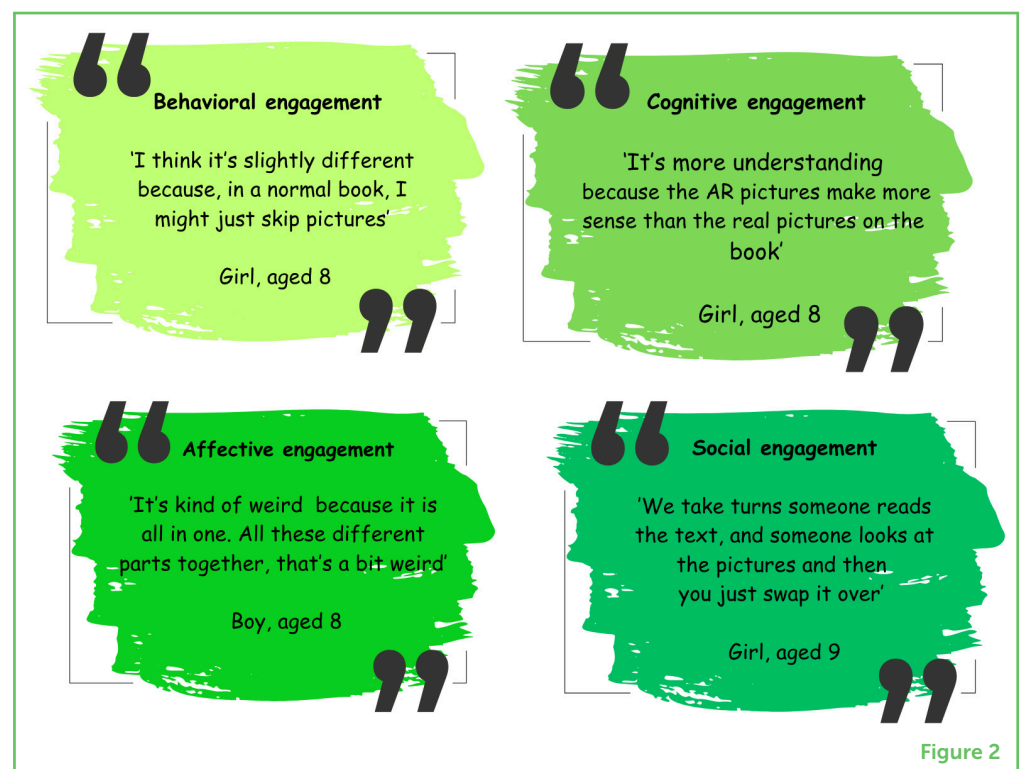 Behavioral engagement
'I think it's slightly different
because, in a normal book, I
might just skip pictures'
Girl, aged 8
Cognitive engagement
'It's more understanding
because the AR pictures make more
sense than the real pictures on the
book'
Girl, aged 8
Affective engagement
'It's kind of weird  because it is
all in one. All these different
parts together, that's a bit weird'
Boy, aged 8
Social engagement
'We take turns someone reads
the text, and someone looks at
the pictures and then
you just swap it over'
Girl, aged 9
Figure 2